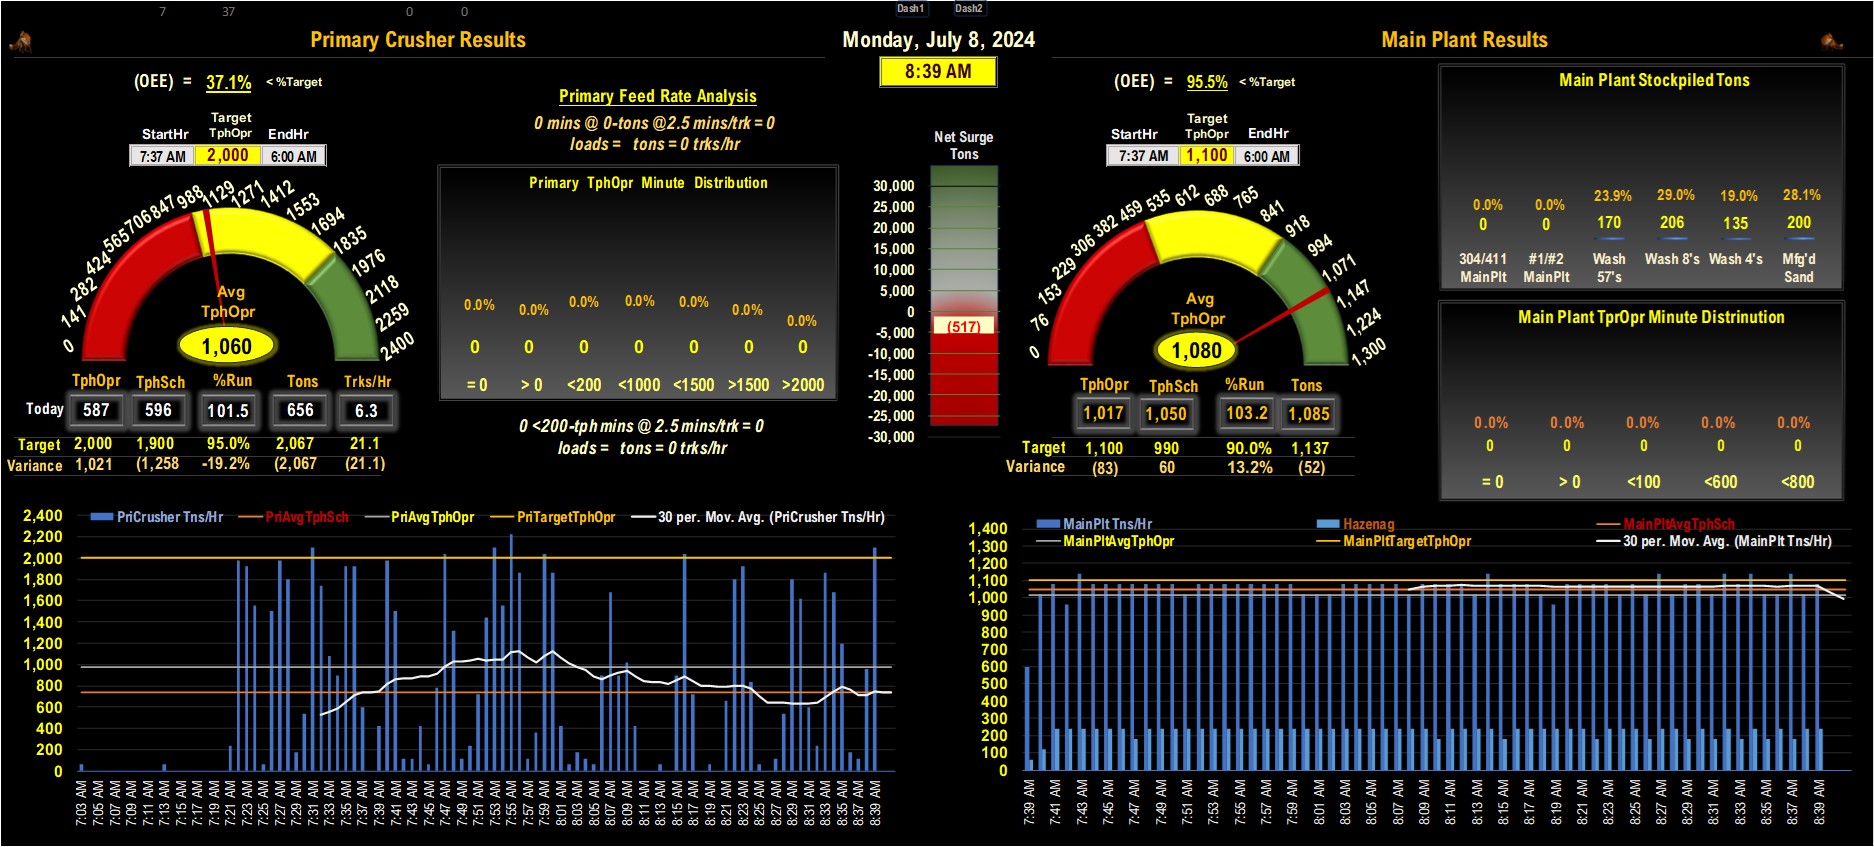 7 37 0 0 Dash1 Dash2
Primary Crusher Results
Monday, July 8, 2024
Main Plant Results
8:39 AM
(OEE) = 37.1% < %Target
Target
StartHr TphOpr EndHr
7:37 AM 2,000 6:00 AM
0 141 282 424 565 706 847 988 1129 1271 1412 1553 1694 1835 1976 2118 2259 2400
Avg
TphOpr
1,060
TphOpr TphSch %Run Tons Trks/Hr
Today 587 596 101.5 656 6.3
Target 2,000 1,900 95.0% 2,067 21.1
Variance 1,021 (1,258 -19.2% (2,067 (21.1)
Primary Feed Rate Analysis
0 mins @ 0-tons @2.5 mins/trk = 0
loads = tons = 0 trks/hr
Primary TphOpr Minute Distribution
0.0% 0.0% 0.0% 0.0% 0.0% 0.0% 0.0%
0 0 0 0 0 0 0
= 0 > 0 <200 <1000 <1500 >1500 >2000
0 <200-tph mins @ 2.5 mins/trk = 0
loads = tons = 0 trks/hr
Net Surge
Tons
30,000
25,000
20,000
15,000
10,000
5,000
0
-5,000
-10,000
-15,000
-20,000
-25,000
-30,000
(517)
(OEE) = 95.5% < %Target
Target
StartHr TphOpr EndHr
7:37 AM 1,100 6:00 AM
0 76 153 229 306 382 459 535 612 688 765 841 918 994 1,071 1,147 1,224 1,300
Avg
TphOpr
1,080
TphOpr TphSch %Run Tons
1,017 1,050 103.2 1,085
Target 1,100 990 90.0% 1,137
Variance (83) 60 13.2% (52)
Main Plant Stockpiled Tons
0.0% 0.0% 23.9% 29.0% 19.0% 28.1%
0 0 170 206 135 200
304/411 #1/#2 Wash Wash 8's Wash 4's Mfg'd
MainPlt MainPlt 57's Sand
Main Plant TprOpr Minute Distrinution
0.0% 0.0% 0.0% 0.0% 0.0%
0 0 0 0 0
= 0 > 0 <100 <600 <800
PriCrusher Tns/Hr PriAvgTphSch PriAvgTphOpr PriTargetTphOpr 30 per. Mov. Avg. (PriCrusher Tns/Hr)
2,400
2,200
2,000
1,800
1,600
1,400
1,200
1,000
800
600
400
200
0
7:03 AM 7:05 AM 7:07 AM 7:09 AM 7:11 AM 7:13 AM 7:15 AM 7:17 AM 7:19 AM 7:21 AM 7:23 AM 7:25 AM 7:27 AM 7:29 AM 7:31 AM 7:33 AM 7:35 AM 7:37 AM 7:39 AM 7:41 AM 7:43 AM 7:45 AM 7:47 AM 7:49 AM 7:51 AM 7:53 AM 7:55 AM 7:57 AM 7:59 AM 8:01 AM 8:03 AM 8:05 AM 8:07 AM 8:09 AM 8:11 AM 8:13 AM 8:15 AM 8:17 AM 8:19 AM 8:21 AM 8:23 AM 8:25 AM 8:27 AM 8:29 AM 8:31 AM 8:33 AM 8:35 AM 8:37 AM 8:39 AM
MainPlt Tns/Hr Hazenag MainPltAvgTphSch
MainPltAvgTphOpr MainPltTargetTphOpr 30 per. Mov. Avg. (MainPlt Tns/Hr)
1,400
1,300
1,200
1,100
1,000
900
800
700
600
500
400
300
200
100
0
7:39 AM 7:41 AM 7:43 AM 7:45 AM 7:47 AM 7:49 AM 7:51 AM 7:53 AM 7:55 AM 7:57 AM 7:59 AM 8:01 AM 8:03 AM 8:05 AM 8:07 AM 8:09 AM 8:11 AM 8:13 AM 8:15 AM 8:17 AM 8:19 AM 8:21 AM 8:23 AM 8:25 AM 8:27 AM 8:29 AM 8:31 AM 8:33 AM 8:35 AM 8:37 AM 8:39 AM